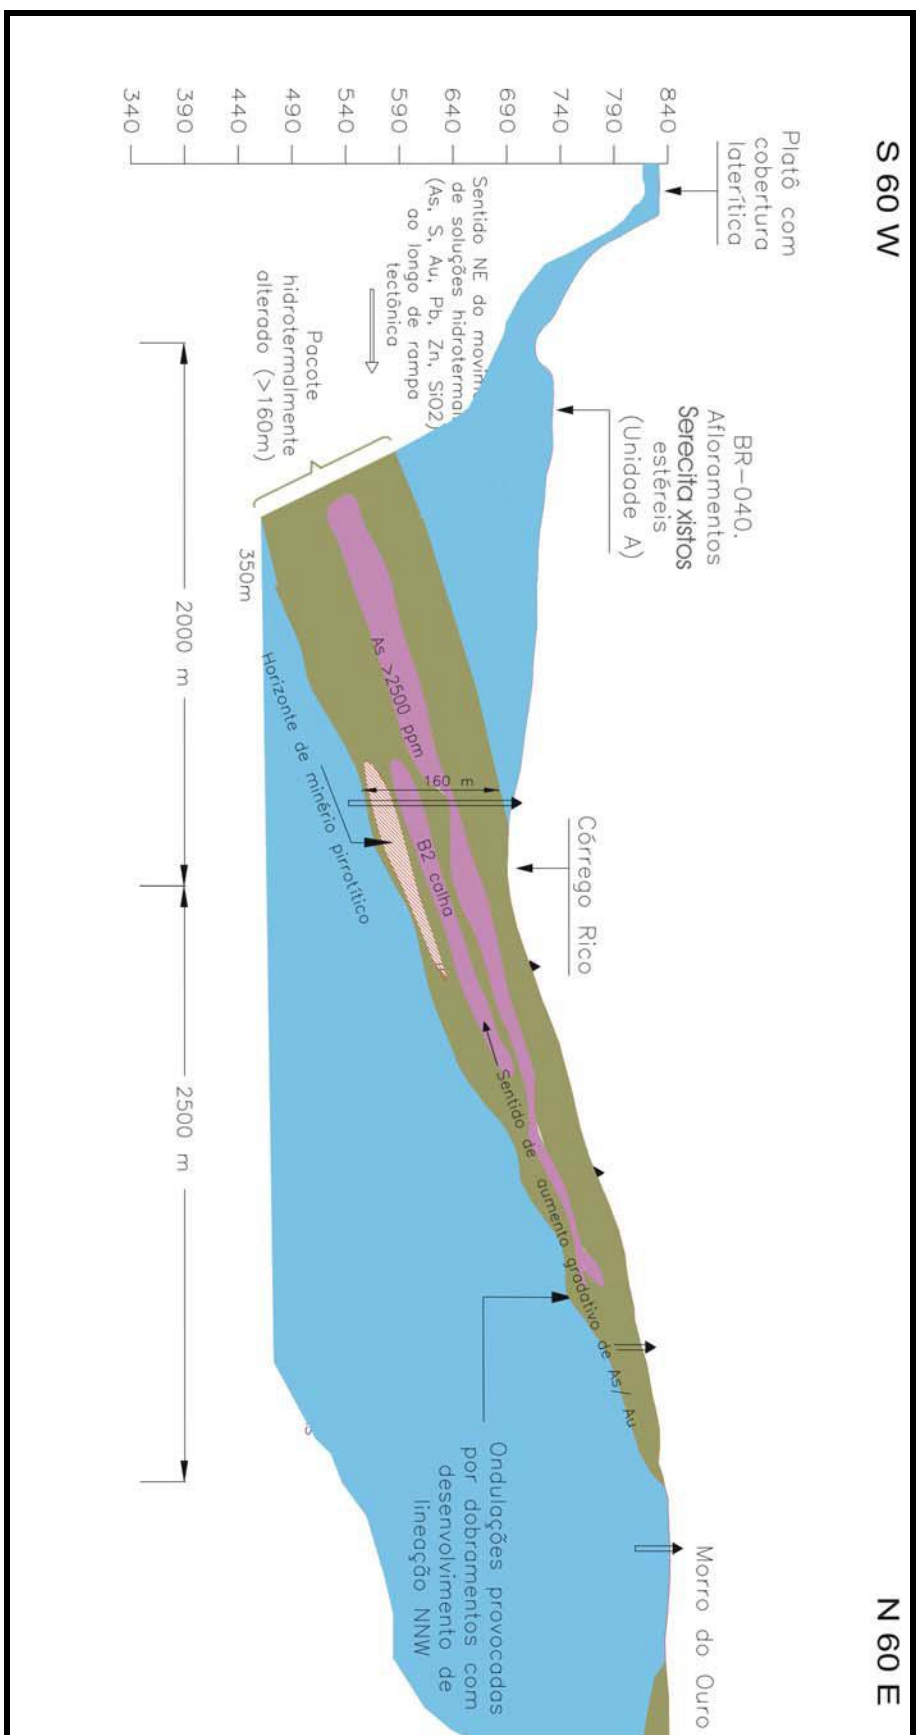 S 60 W
N 60 E
Platô com
cobertura
laterítica
BR-040.
Afloramentos
Serecita xistos
estéreis
(Unidade A)
Córrego Rico
Morro do Ouro
840
790
740
690
640
590
540
490
440
390
340
Sentido NE do movim
de soluções hidroterma
(As, S, Au, Pb, Zn, SiO2)
ao longo de rampa
tectônica
Pacote
hidrotermalmente
alterado (>160m)
350m
As >2500 ppm
160 m
B2 calha
Horizonte de minério pirrotítico
Sentido de aumento gradativo de As/ Au
Ondulações provocadas
por dobramentos com
desenvolvimento de
lineação NNW
2000 m
2500 m